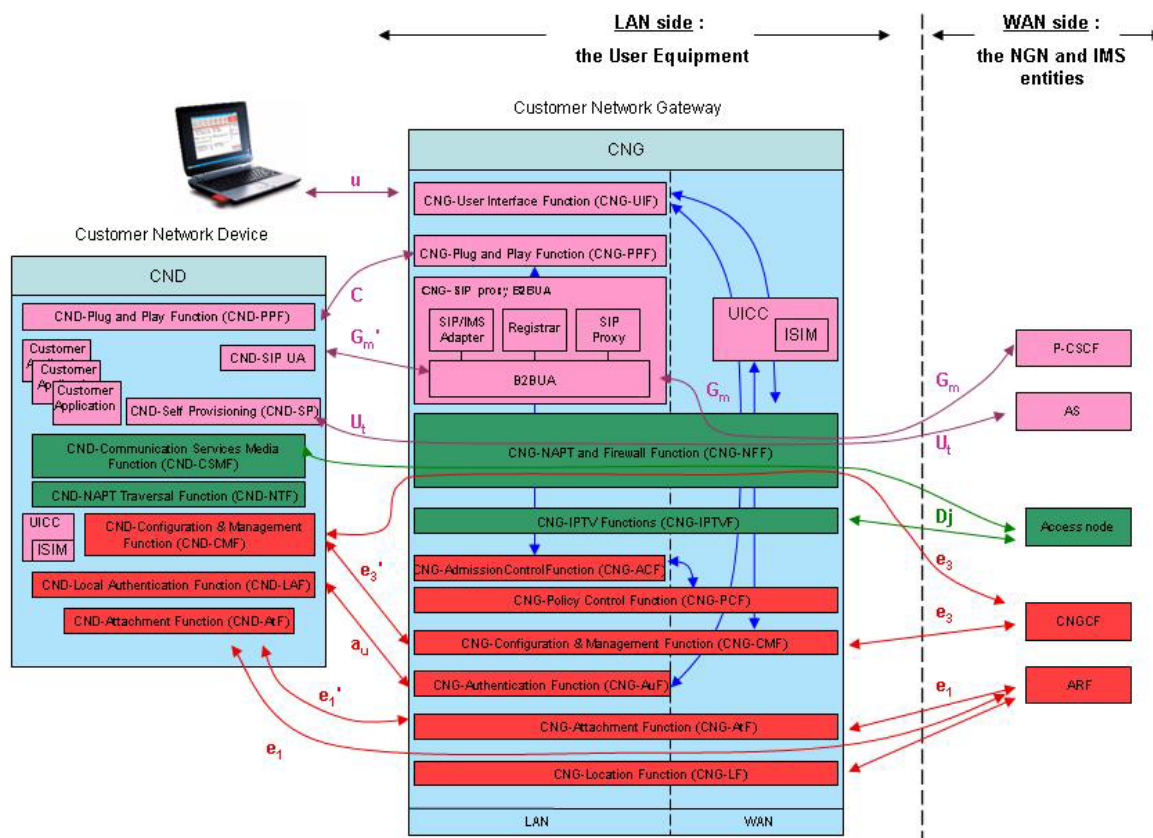 LAN side :
the User Equipment
WAN side :
the NGN and IMS
entities
Customer Network Gateway
CNG
u
CNG-User Interface Function (CNG-UIF)
Customer Network Device
CND
CNG-Plug and Play Function (CNG-PPF)
C
CND-Plug and Play Function (CND-PPF)
CNG-SIP proxy B2BUA
SIP/IMS
Adapter
Registrar
SIP
Proxy
UICC
ISIM
Gm'
Customer
Application
Customer
Application
Customer
Application
CND-SIP UA
B2BUA
Gm
Gm
P-CSCF
CND-Self Provisioning (CND-SP)
Ut
Ut
AS
CND-Communication Services Media
Function (CND-CSMF)
CNG-NAPT and Firewall Function (CNG-NFF)
CND-NAPT Traversal Function (CND-NTF)
UICC
ISIM
CND-Configuration & Management
Function (CND-CMF)
CNG-IPTV Functions (CNG-IPTVF)
Dj
Access node
e3
e3'
CNG-Admission Control Function (CNG-ACF)
CND-Local Authentication Function (CND-LAF)
CNG-Policy Control Function (CNG-PCF)
CND-Attachment Function (CND-AtF)
e3
CNGCF
au
CNG-Configuration & Management Function (CNG-CMF)
CNG-Authentication Function (CNG-AuF)
e1
ARF
e1'
CNG-Attachment Function (CNG-AtF)
e1
CNG-Location Function (CNG-LF)
LAN
WAN